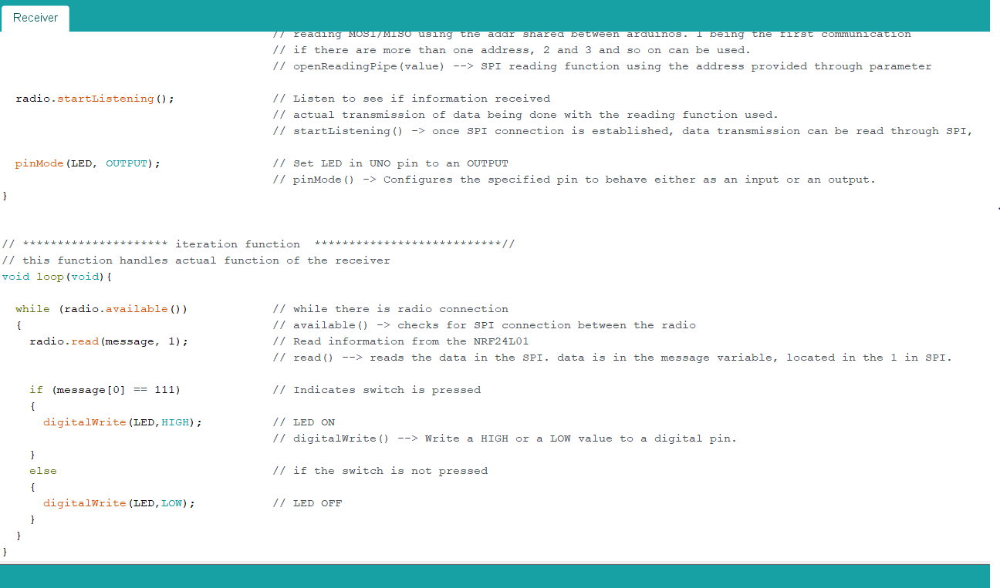 Receiver
// reading MOSI/MISO using the addr shared between arduinos. 1 being the first communication
// if there are more than one address, 2 and 3 and so on can be used.
// openReadingPipe(value) --> SPI reading function using the address provided through parameter
radio.startListening(); // Listen to see if information received
// actual transmission of data being done with the reading function used.
// startListening() -> once SPI connection is established, data transmission can be read through SPI,
pinMode(LED, OUTPUT); // Set LED in UNO pin to an OUTPUT
// pinMode() -> Configures the specified pin to behave either as an input or an output.
}
// ********************* iteration function  ***************************//
// this function handles actual function of the receiver
void loop(void){
while (radio.available()) // while there is radio connection
{ // available() -> checks for SPI connection between the radio
radio.read(message, 1); // Read information from the NRF24L01
// read() --> reads the data in the SPI. data is in the message variable, located in the 1 in SPI.
if (message[0] == 111) // Indicates switch is pressed
{
digitalWrite(LED,HIGH); // LED ON
// digitalWrite() --> Write a HIGH or a LOW value to a digital pin.
}
else // if the switch is not pressed
{
digitalWrite(LED,LOW); // LED OFF
}
}
}